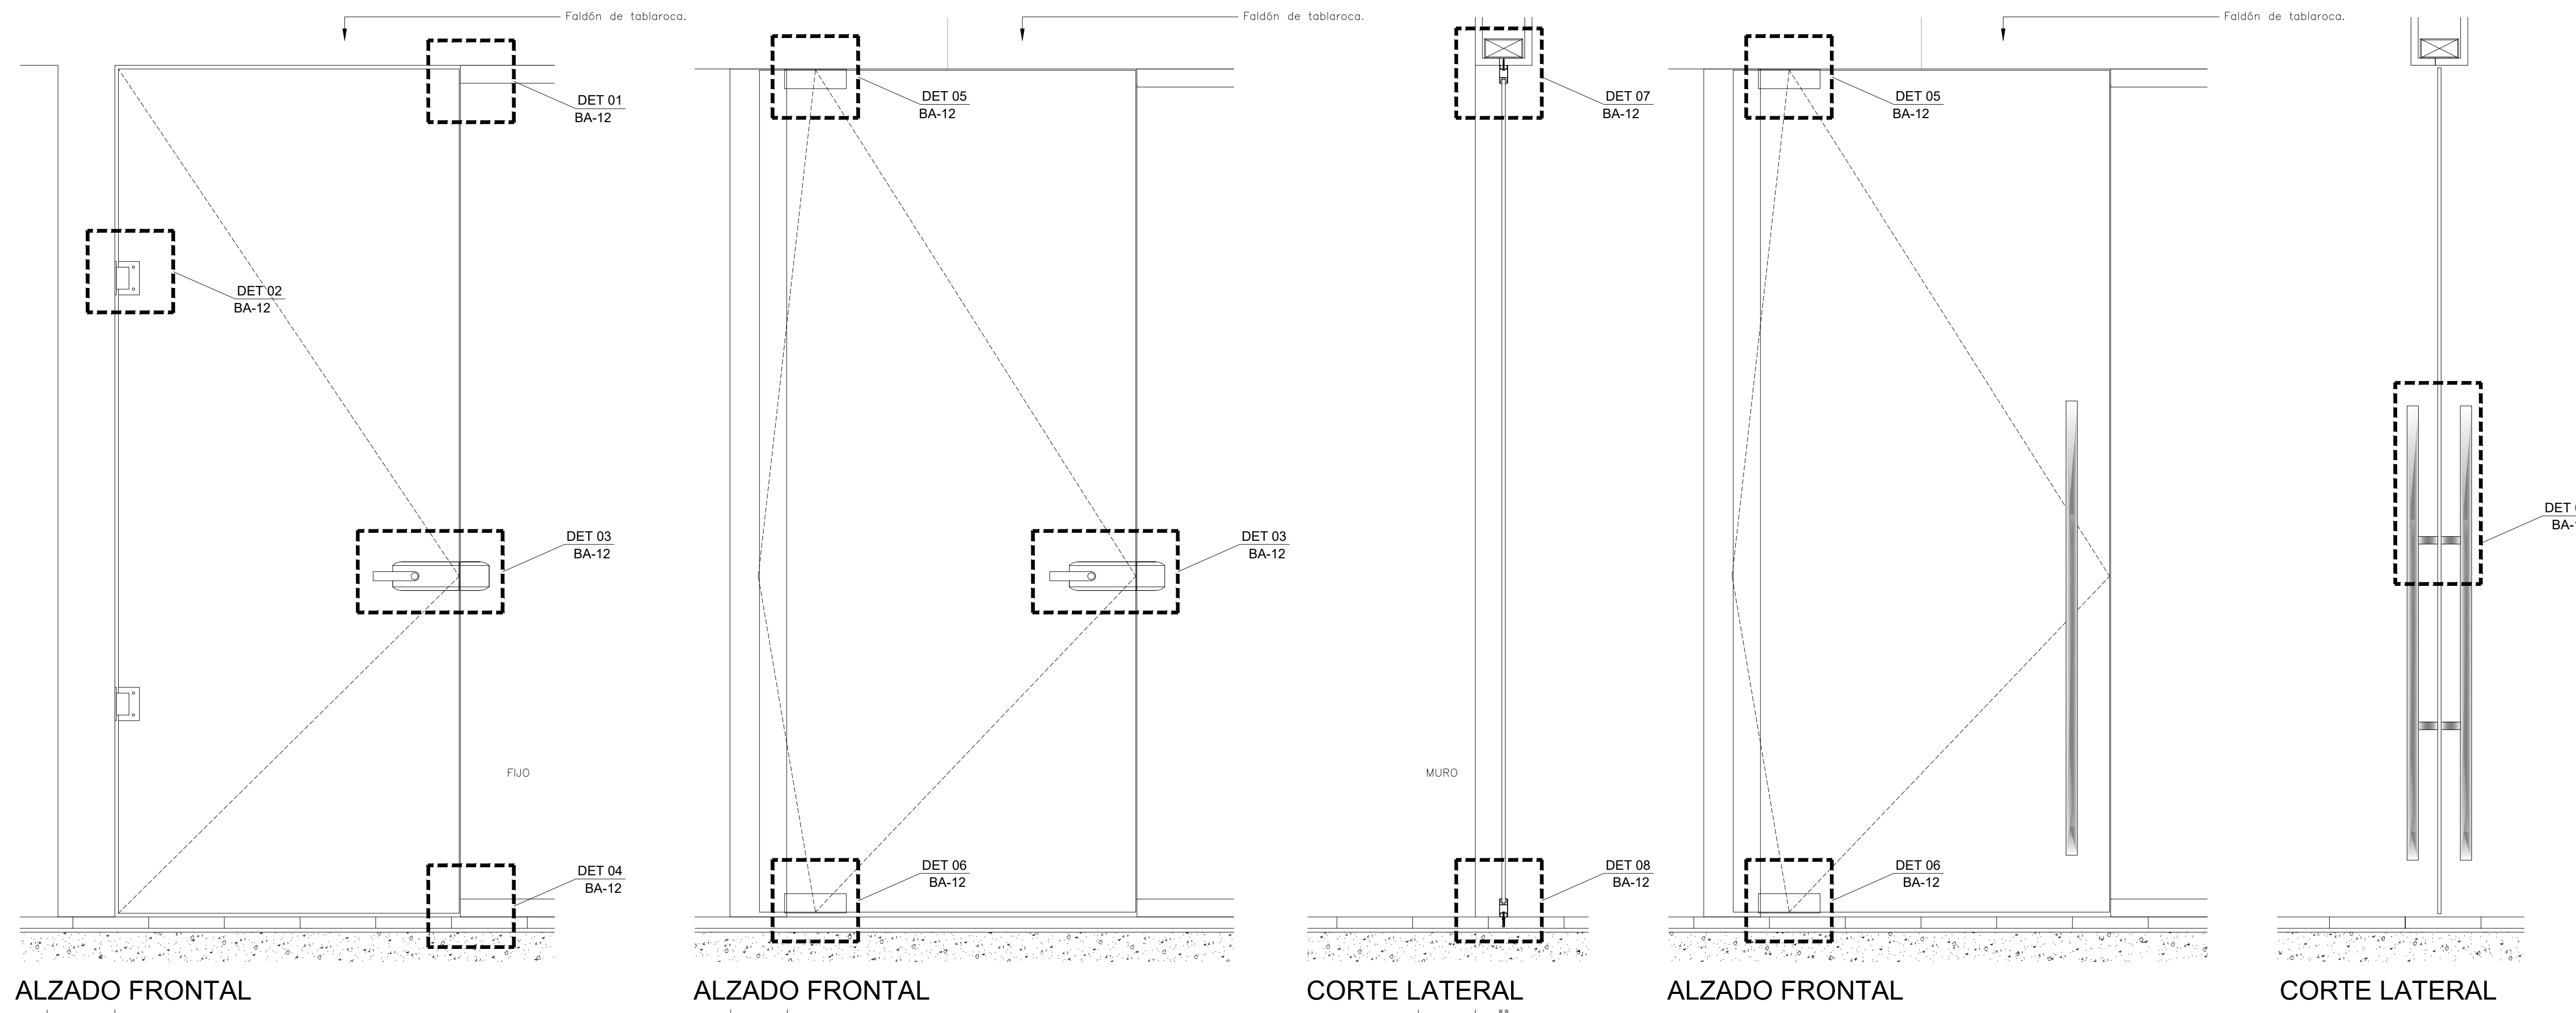 Faldón de tablaroca.
DET 01
BA-12
DET 02
BA-12
DET 03
BA-12
FIJO
DET 04
BA-12
ALZADO FRONTAL
Faldón de tablaroca.
DET 05
BA-12
DET 03
BA-12
DET 06
BA-12
ALZADO FRONTAL
DET 07
BA-12
MURO
DET 08
BA-12
CORTE LATERAL
Faldón de tablaroca.
DET 05
BA-12
DET 06
BA-12
ALZADO FRONTAL
DET
CORTE LATERAL